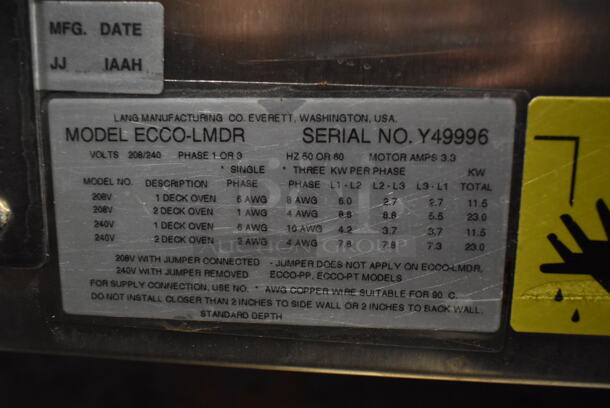 MFG. DATE
JJ IAAH
LANG MANUFACTURING CO. EVERETT, WASHINGTON, USA.
MODEL ECCO-LMDR SERIAL NO. Y49996
VOLTS 208/240 PHASE 1 OR 3 HZ 50 OR 60 MOTOR AMPS 3.3
* SINGLE * THREE KW PER PHASE KW
MODEL NO. DESCRIPTION PHASE PHASE L1 - L2 L2 - L3 L3 - L1 TOTAL
208V 1 DECK OVEN 6 AWG 8 AWG 6.0 2.7 2.7 11.5
208V 2 DECK OVEN 1 AWG 4 AWG 8.8 8.8 5.5 23.0
240V 1 DECK OVEN 6 AWG 10 AWG 4.2 3.7 3.7 11.5
240V 2 DECK OVEN 2 AWG 4 AWG 7.8 7.8 7.3 23.0
208V WITH JUMPER CONNECTED - JUMPER DOES NOT APPLY ON ECCO-LMDR,
240V WITH JUMPER REMOVED ECCO-PP, ECCO-PT MODELS
FOR SUPPLY CONNECTION, USE NO. * AWG COPPER WIRE SUITABLE FOR 90 C.
DO NOT INSTALL CLOSER THAN 2 INCHES TO SIDE WALL OR 2 INCHES TO BACK WALL.
STANDARD DEPTH